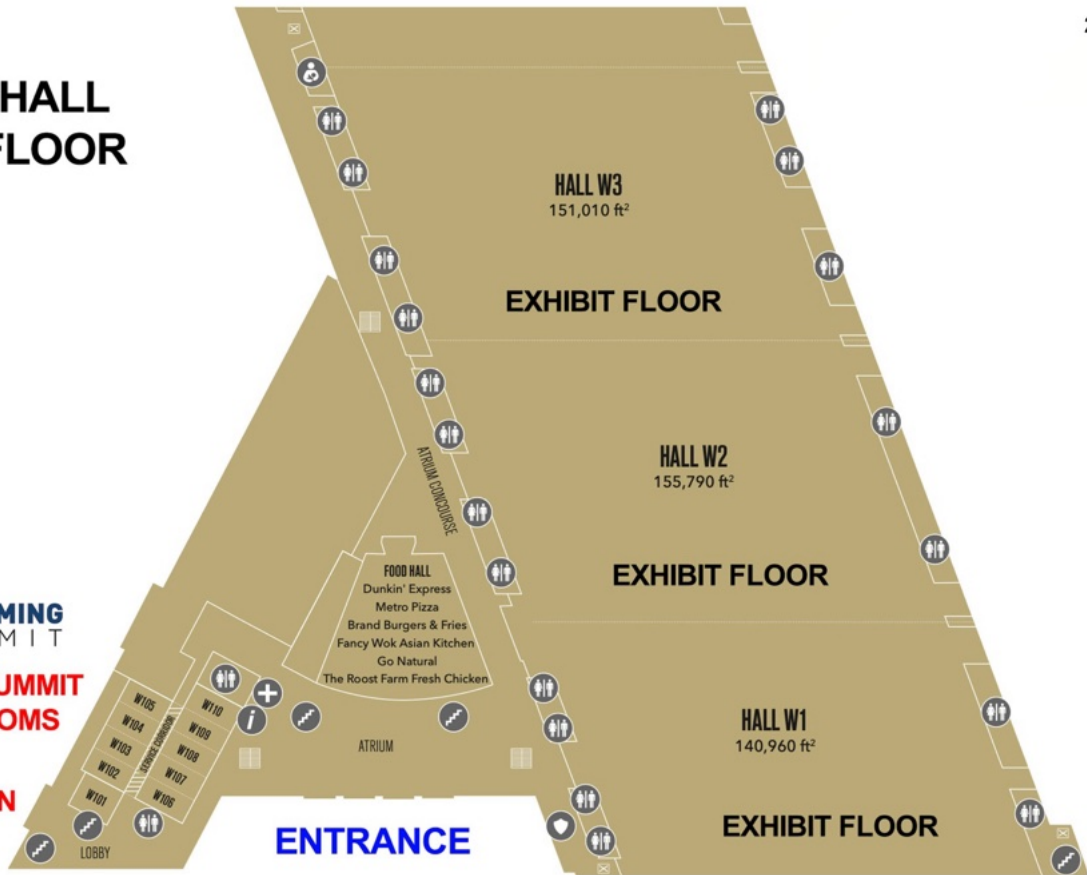 2
HALL
FLOOR
HALL W3
151,010 ft²
EXHIBIT FLOOR
HALL W2
155,790 ft²
EXHIBIT FLOOR
ATRIUM CONCOURSE
FOOD HALL
Dunkin' Express
Metro Pizza
Brand Burgers & Fries
Fancy Wok Asian Kitchen
Go Natural
The Roost Farm Fresh Chicken
MING
MIT
UMMIT
OMS
N
W105
W104
W103
W102
W101
SERVICE CORRIDOR
W110
W109
W108
W107
W106
i
ATRIUM
LOBBY
HALL W1
140,960 ft²
EXHIBIT FLOOR
ENTRANCE